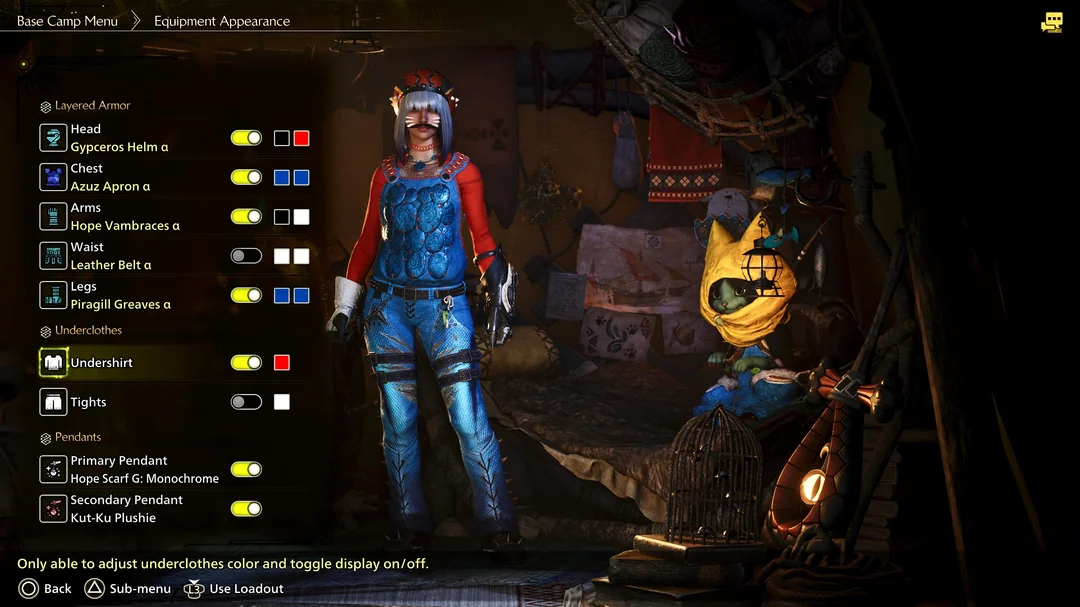 Base Camp Menu
Equipment Appearance
Layered Armor
Head
Gypceros Helm α
Chest
Azuz Apron α
Arms
Hope Vambraces α
Waist
Leather Belt α
Legs
Piragill Greaves α
Underclothes
Undershirt
Tights
Pendants
Primary Pendant
Hope Scarf G: Monochrome
Secondary Pendant
Kut-Ku Plushie
Only able to adjust underclothes color and toggle display on/off.
Back Sub-menu L3 Use Loadout